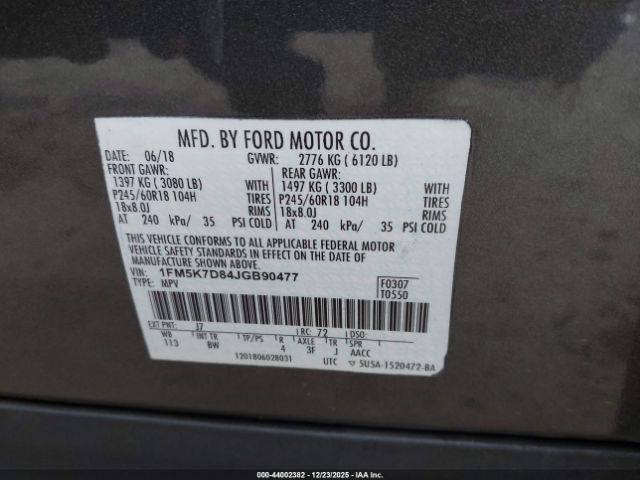 MFD. BY FORD MOTOR CO.
DATE: 06/18 GVWR: 2776 KG ( 6120 LB)
FRONT GAWR: REAR GAWR:
1397 KG ( 3080 LB) WITH 1497 KG ( 3300 LB) WITH
P245/60R18 104H TIRES P245/60R18 104H TIRES
18x8.0J RIMS 18x8.0J RIMS
AT 240 kPa/ 35 PSI COLD AT 240 kPa/ 35 PSI COLD
THIS VEHICLE CONFORMS TO ALL APPLICABLE FEDERAL MOTOR
VEHICLE SAFETY STANDARDS IN EFFECT ON THE DATE OF
MANUFACTURE SHOWN ABOVE.
VIN: 1FM5K7D84JGB90477 F0307
TYPE: MPV T0550
EXT PNT: J7 RC: 72 DSO:
WB INT TR TP/PS R AXLE TR SPR
113 BW 4 3F J AACC
1201806028031 UTC ▽ 5U5A-1520472-BA
000-44002382 - 12/23/2025 - IAA Inc.